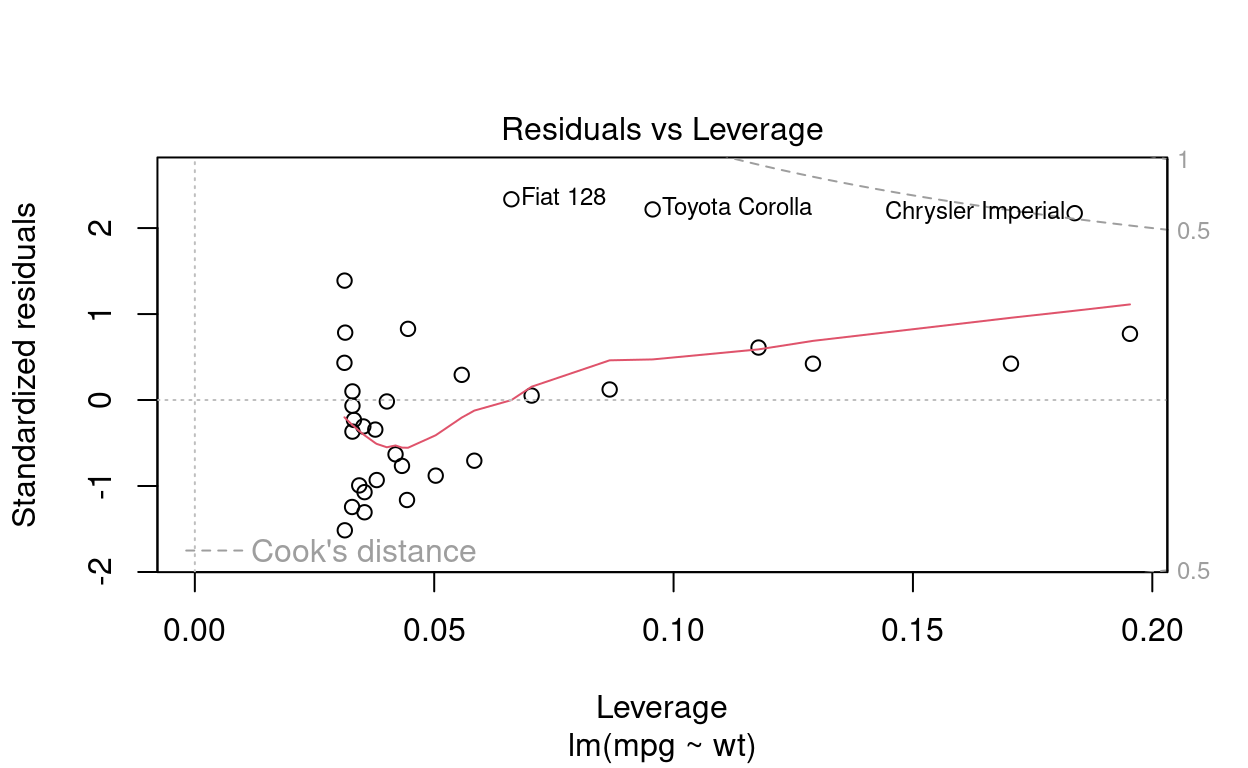 Residuals vs Leverage
1
Fiat 128
Toyota Corolla
Chrysler Imperial
0.5
2
1
0
-1
-2
Standardized residuals
Cook's distance
0.5
0.00
0.05
0.10
0.15
0.20
Leverage
lm(mpg ~ wt)